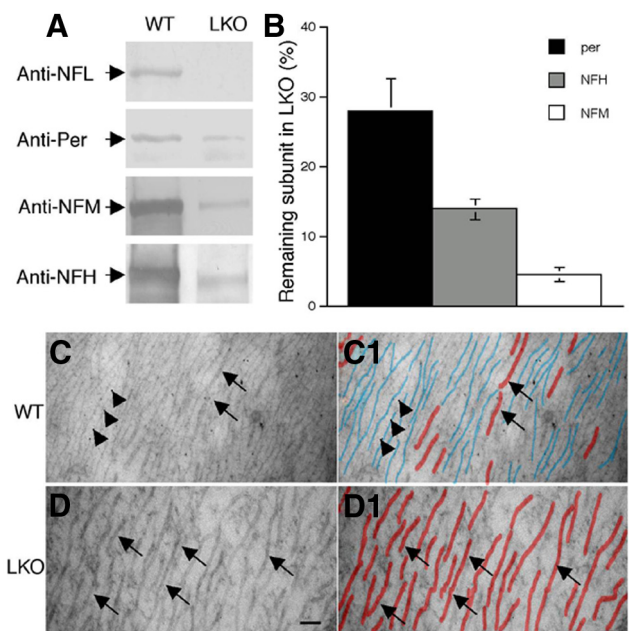 A
WT LKO
Anti-NFL
Anti-Per
Anti-NFM
Anti-NFH
B
Remaining subunit in LKO (%)
40
30
20
10
0
per
NFH
NFM
WT
C
C1
LKO
D
D1